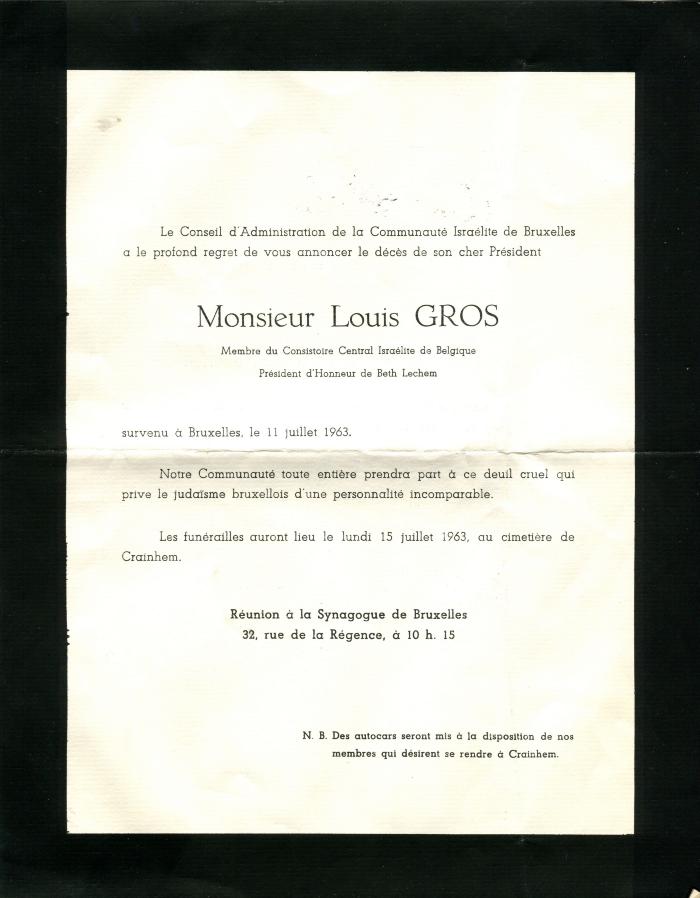 Le Conseil d'Administration de la Communauté Israélite de Bruxelles
a le profond regret de vous annoncer le décès de son cher Président
Monsieur Louis GROS
Membre du Consistoire Central Israélite de Belgique
Président d'Honneur de Beth Lechem
survenu à Bruxelles, le 11 juillet 1963.
Notre Communauté toute entière prendra part à ce deuil cruel qui
prive le judaïsme bruxellois d'une personnalité incomparable.
Les funérailles auront lieu le lundi 15 juillet 1963, au cimetière de
Crainhem.
Réunion à la Synagogue de Bruxelles
32, rue de la Régence, à 10 h. 15
N. B. Des autocars seront mis à la disposition de nos
membres qui désirent se rendre à Crainhem.